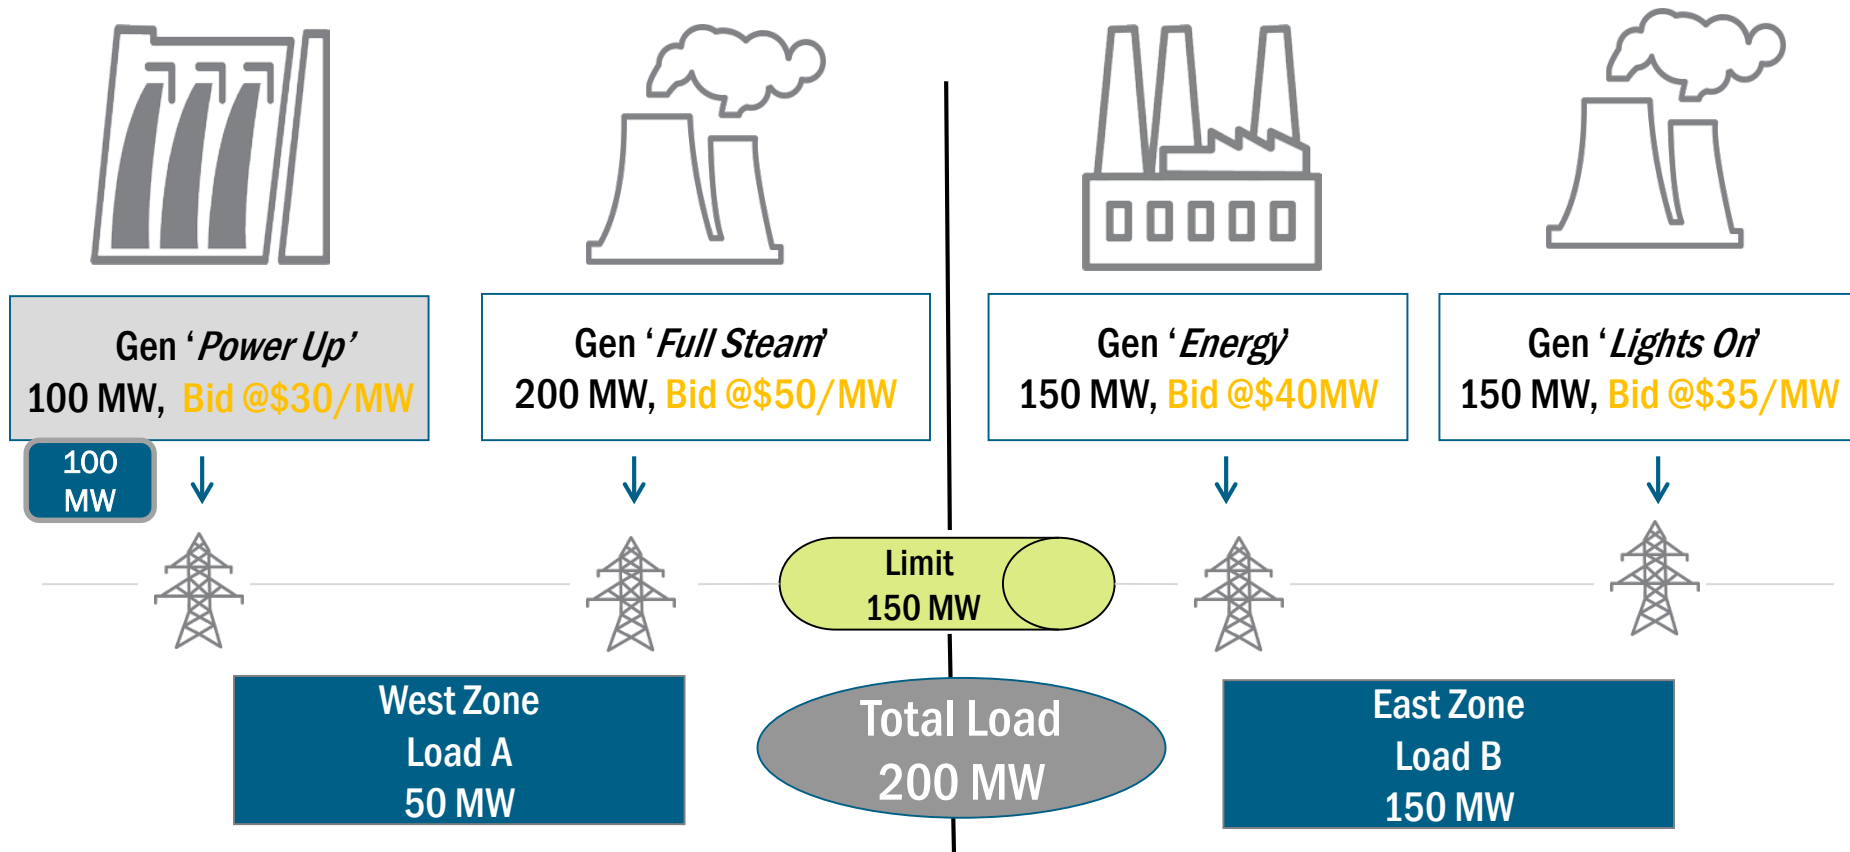 Gen ‘Power Up’
100 MW, Bid @$30/MW
100
MW
Gen ‘Full Steam’
200 MW, Bid @$50/MW
Gen ‘Energy’
150 MW, Bid @$40MW
Gen ‘Lights On’
150 MW, Bid @$35/MW
Limit
150 MW
West Zone
Load A
50 MW
Total Load
200 MW
East Zone
Load B
150 MW